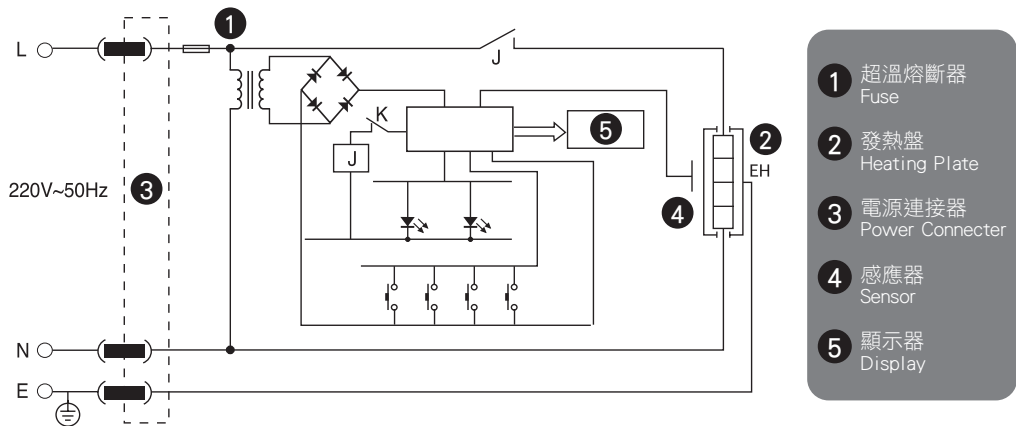 L
1
J
K
J
5
2
EH
4
220V~50Hz
3
N
E
1 超溫熔斷器
Fuse
2 發熱盤
Heating Plate
3 電源連接器
Power Connecter
4 感應器
Sensor
5 顯示器
Display